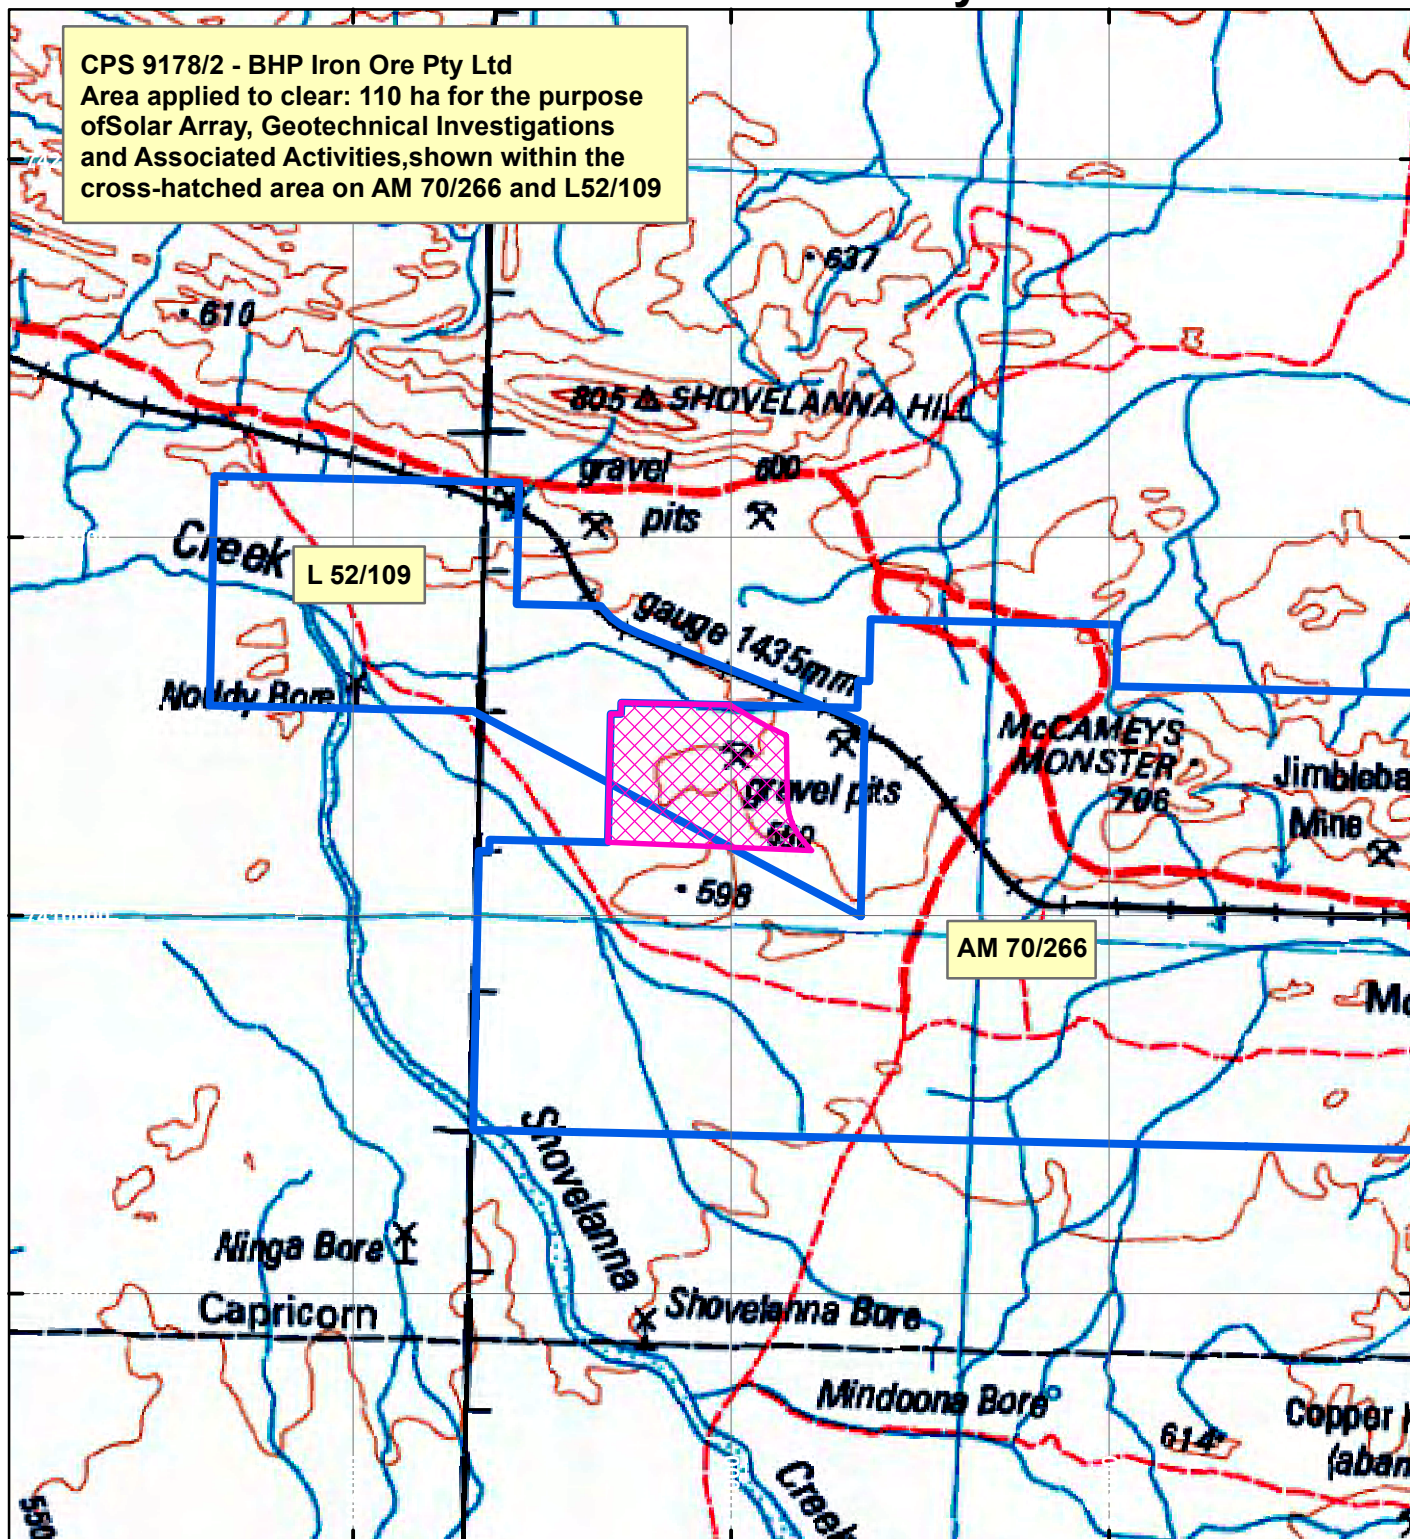 CPS 9178/2 - BHP Iron Ore Pty Ltd
Area applied to clear: 110 ha for the purpose
ofSolar Array, Geotechnical Investigations
and Associated Activities,shown within the
cross-hatched area on AM 70/266 and L52/109
637
610
805 SHOVELANNA HILL
gravel 600
pits
Creek
L 52/109
gauge 1435mm
Noddy Bore
McCAMEYS
MONSTER
706
Jimbleba
Mine
gravel pits
598
AM 70/266
Mc
Shovelanna
Ninga Bore
Capricorn
Shovelanna Bore
Mindoona Bore
Copper
(aban
614
Creek
550